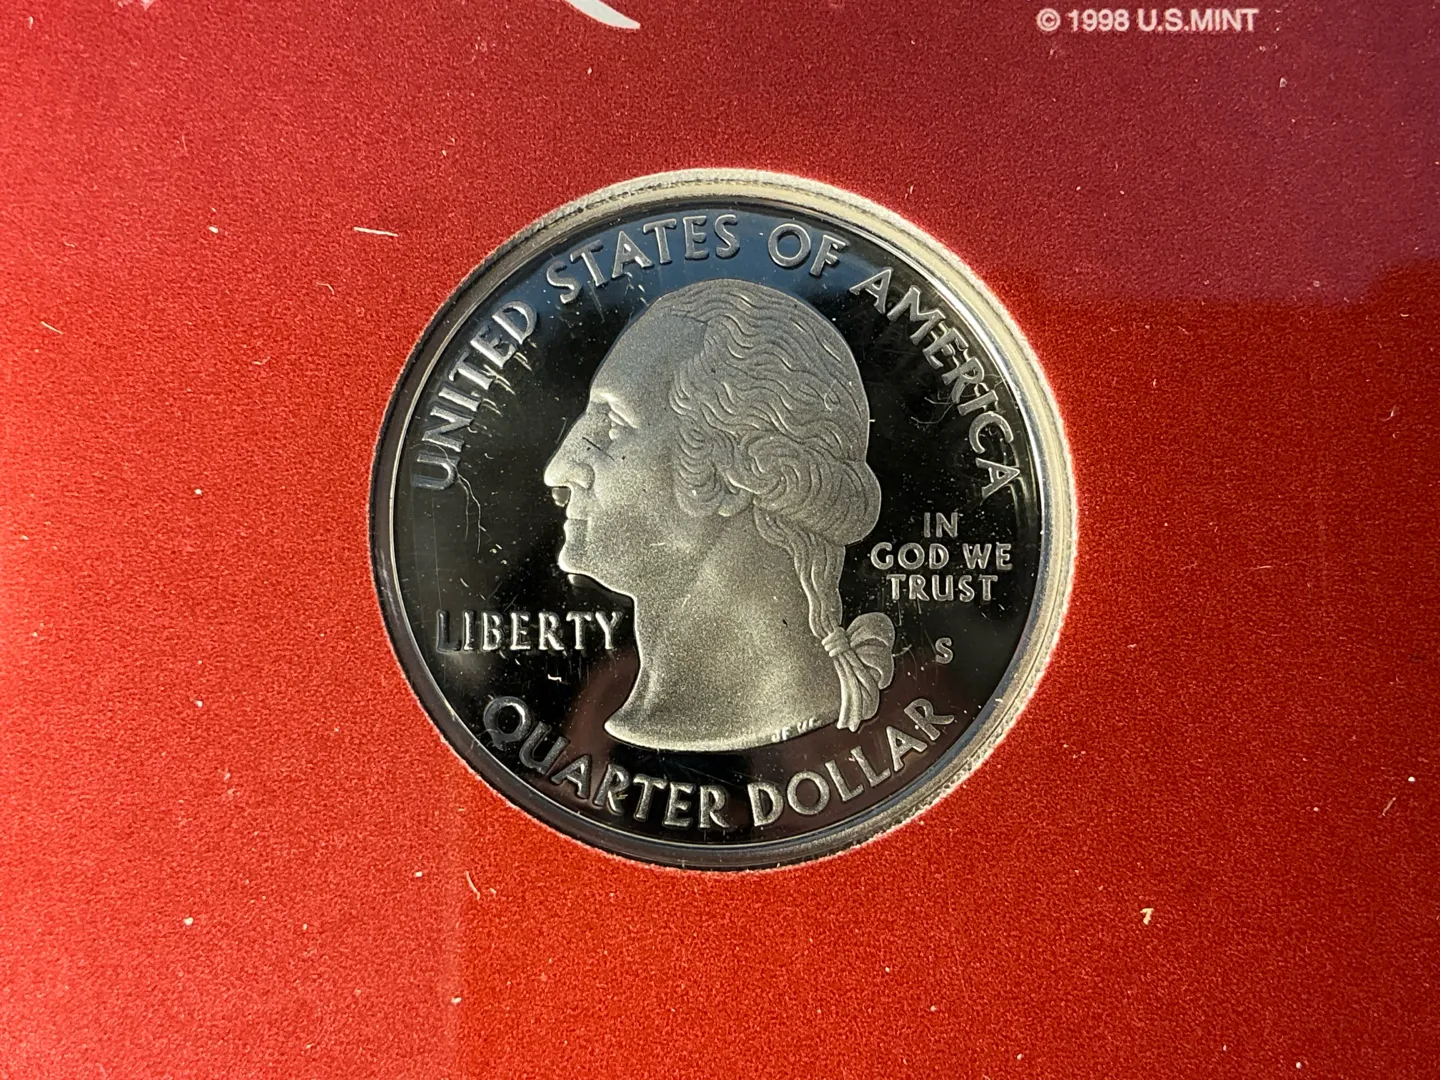 © 1998 U.S.MINT
UNITED STATES OF AMERICA
IN
GOD WE
TRUST
LIBERTY
S
QUARTER DOLLAR